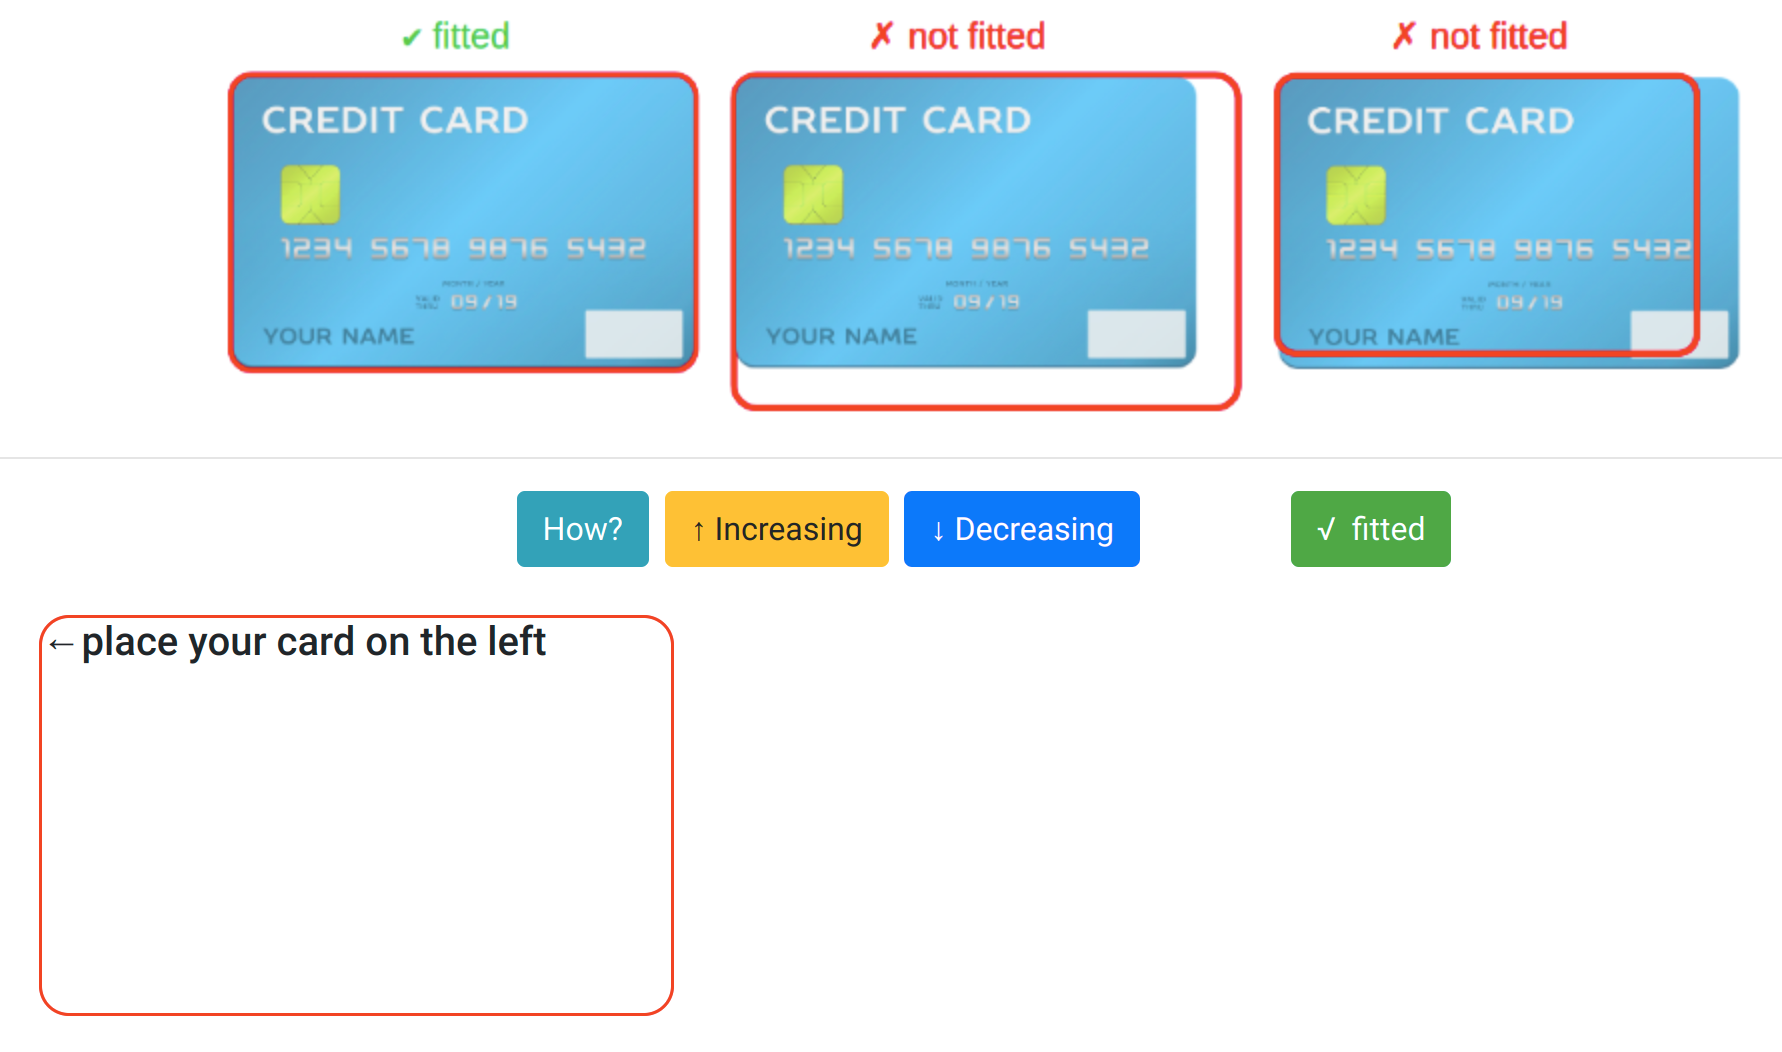 ✔ fitted
✗ not fitted
✗ not fitted
CREDIT CARD
1234 5678 9876 5432
MONTH / YEAR
VALID
THRU
09/19
YOUR NAME
CREDIT CARD
1234 5678 9876 5432
MONTH / YEAR
VALID
THRU
09/19
YOUR NAME
CREDIT CARD
1234 5678 9876 5432
MONTH / YEAR
VALID
THRU
09/19
YOUR NAME
How?
↑ Increasing
↓ Decreasing
√ fitted
←place your card on the left